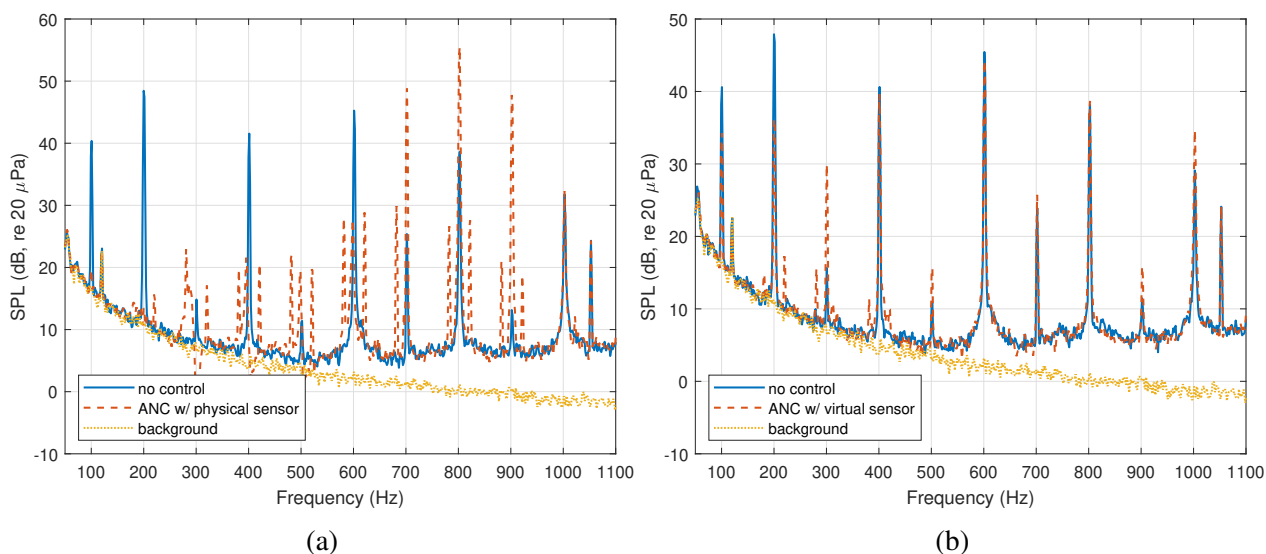 60
50
40
30
20
10
0
-10
SPL (dB, re 20 μPa)
no control
ANC w/ physical sensor
background
100 200 300 400 500 600 700 800 900 1000 1100
Frequency (Hz)
(a)
50
40
30
20
10
0
-10
SPL (dB, re 20 μPa)
no control
ANC w/ virtual sensor
background
100 200 300 400 500 600 700 800 900 1000 1100
Frequency (Hz)
(b)